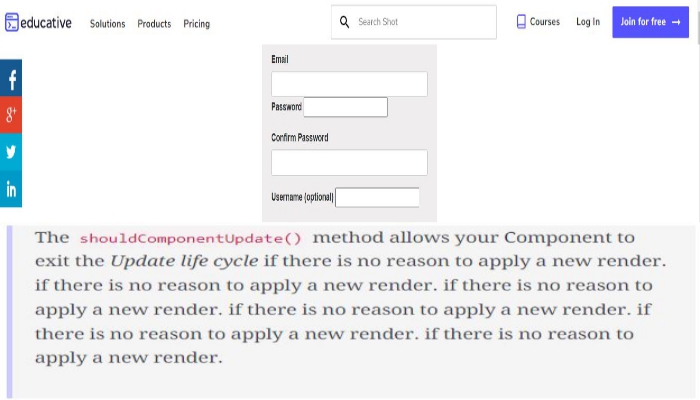 educative Solutions Products Pricing Search Shot Courses Log In Join for free →
Email
f
Password
g+
Confirm Password
in
Username (optional)
The shouldComponentUpdate() method allows your Component to
exit the Update life cycle if there is no reason to apply a new render.
if there is no reason to apply a new render. if there is no reason to
apply a new render. if there is no reason to apply a new render. if
there is no reason to apply a new render. if there is no reason to
apply a new render.